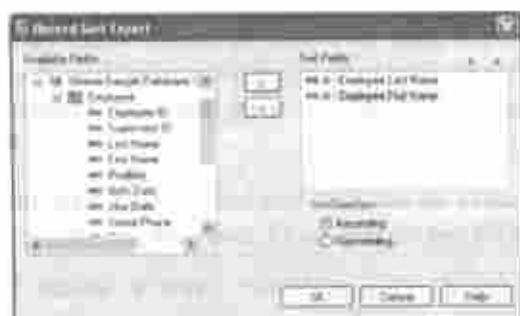 Record Sort Expert
Available Fields:
Sort Fields:
Employee
Employee ID
Supervisor ID
Last Name
First Name
Position
Birth Date
Hire Date
Home Phone
Employee.Last Name
Employee.First Name
Sort Direction
Ascending
Descending
OK
Cancel
Help